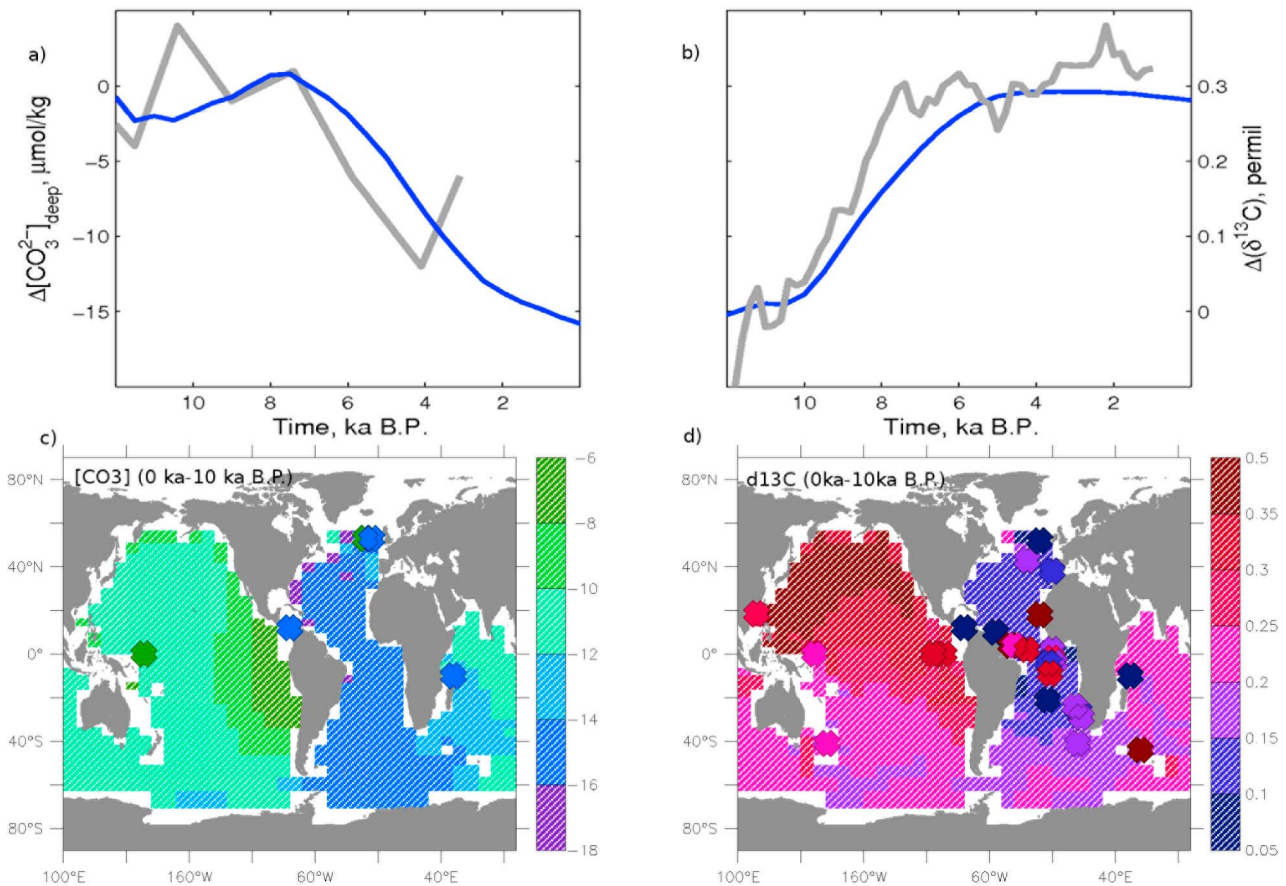 a)
0
−5
−10
−15
Δ[CO₃²⁻]deep, μmol/kg
10 8 6 4 2
Time, ka B.P.
b)
0.3
0.2
0.1
0
Δ(δ¹³C), permil
10 8 6 4 2
Time, ka B.P.
c)
[CO3] (0 ka-10 ka B.P.)
80°N
40°N
0°
40°S
80°S
100°E 160°W 60°W 40°E
−6
−8
−10
−12
−14
−16
−18
d)
d13C (0ka-10ka B.P.)
80°N
40°N
0°
40°S
80°S
100°E 160°W 60°W 40°E
0.5
0.35
0.3
0.25
0.2
0.15
0.1
0.05